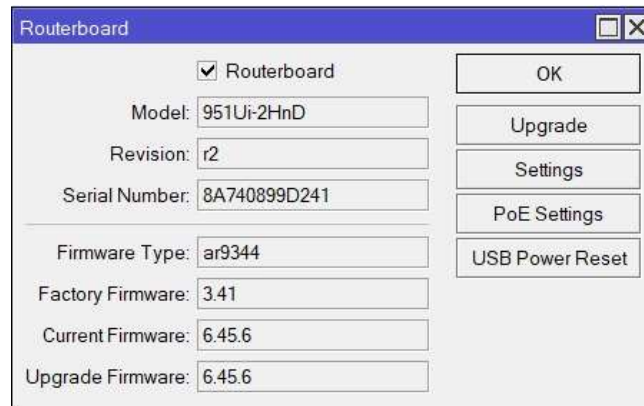 Routerboard
Routerboard
OK
Model: 951Ui-2HnD
Upgrade
Revision: r2
Settings
Serial Number: 8A740899D241
PoE Settings
Firmware Type: ar9344
USB Power Reset
Factory Firmware: 3.41
Current Firmware: 6.45.6
Upgrade Firmware: 6.45.6